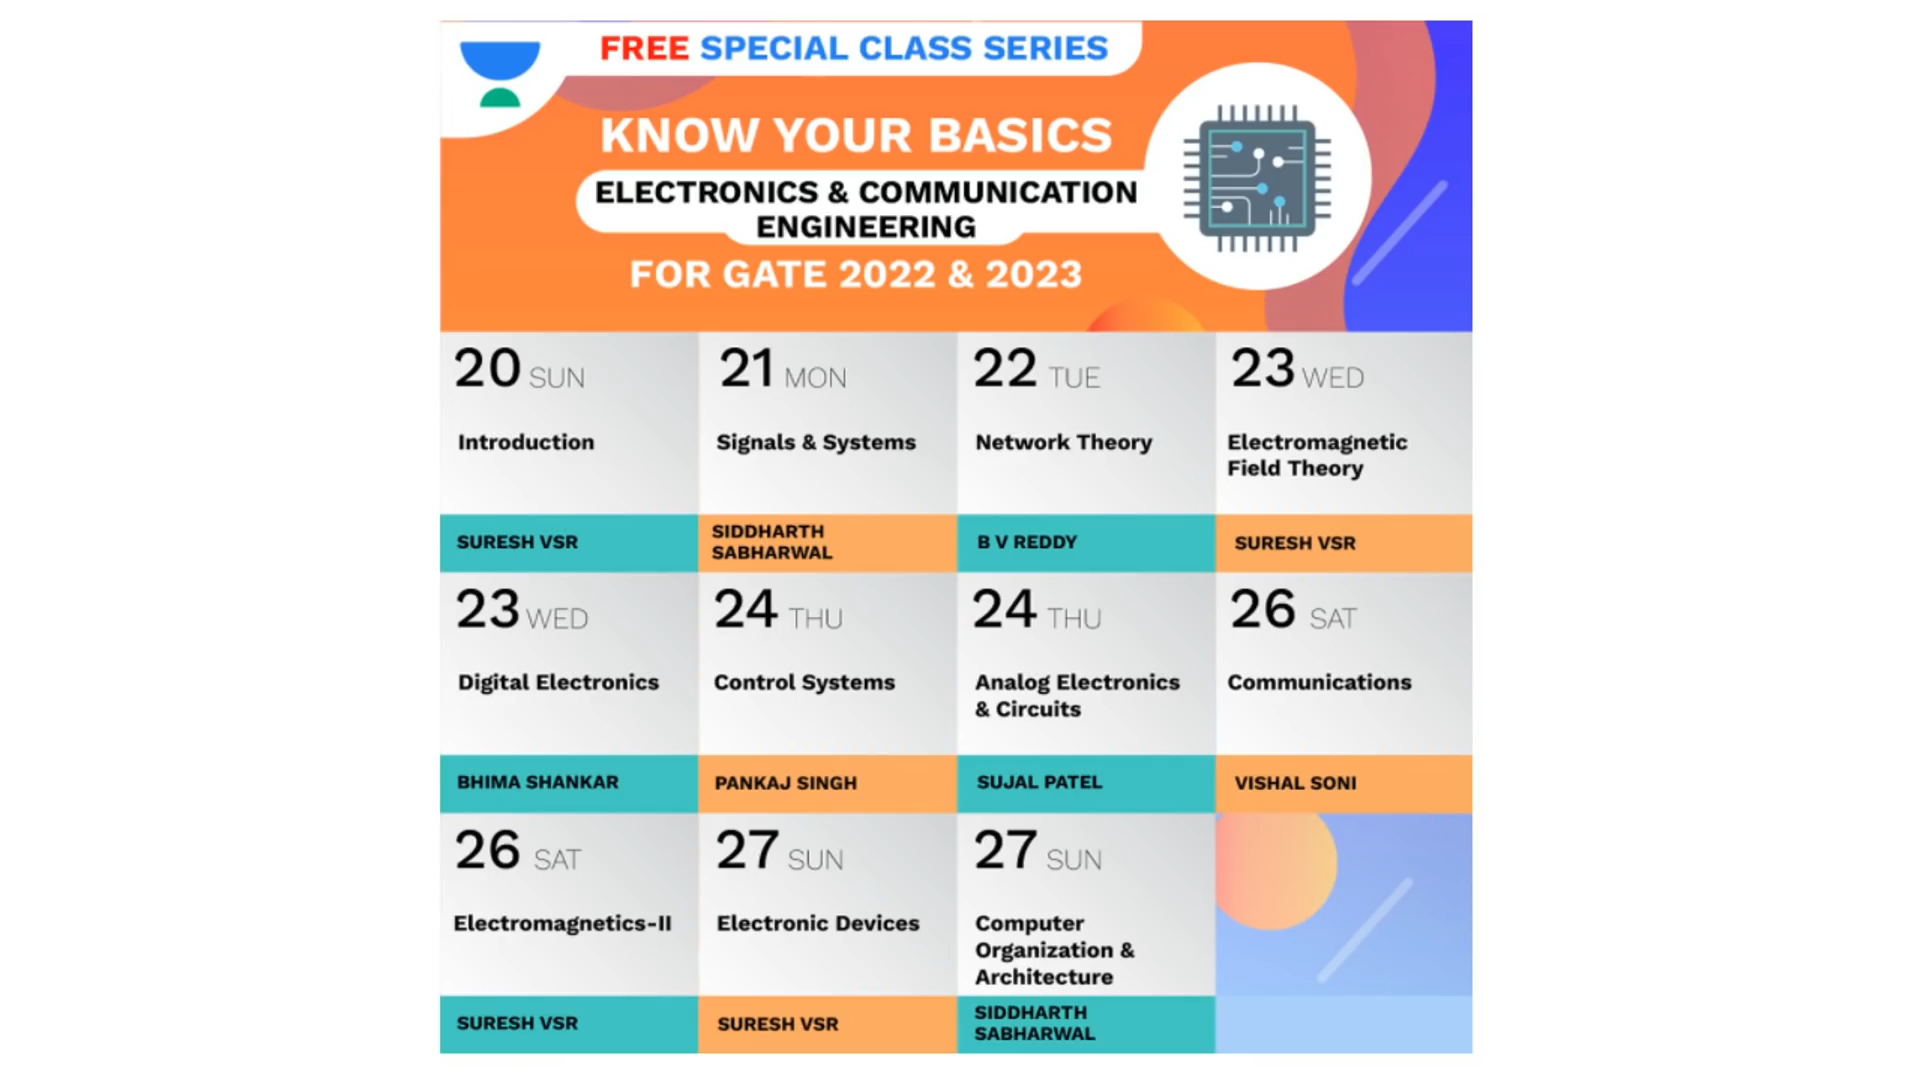 FREE SPECIAL CLASS SERIES
KNOW YOUR BASICS
ELECTRONICS & COMMUNICATION
ENGINEERING
FOR GATE 2022 & 2023
20 SUN
Introduction
SURESH VSR
21 MON
Signals & Systems
SIDDHARTH
SABHARWAL
22 TUE
Network Theory
B V REDDY
23 WED
Electromagnetic
Field Theory
SURESH VSR
23 WED
Digital Electronics
BHIMA SHANKAR
24 THU
Control Systems
PANKAJ SINGH
24 THU
Analog Electronics
& Circuits
SUJAL PATEL
26 SAT
Communications
VISHAL SONI
26 SAT
Electromagnetics-II
SURESH VSR
27 SUN
Electronic Devices
SURESH VSR
27 SUN
Computer
Organization &
Architecture
SIDDHARTH
SABHARWAL